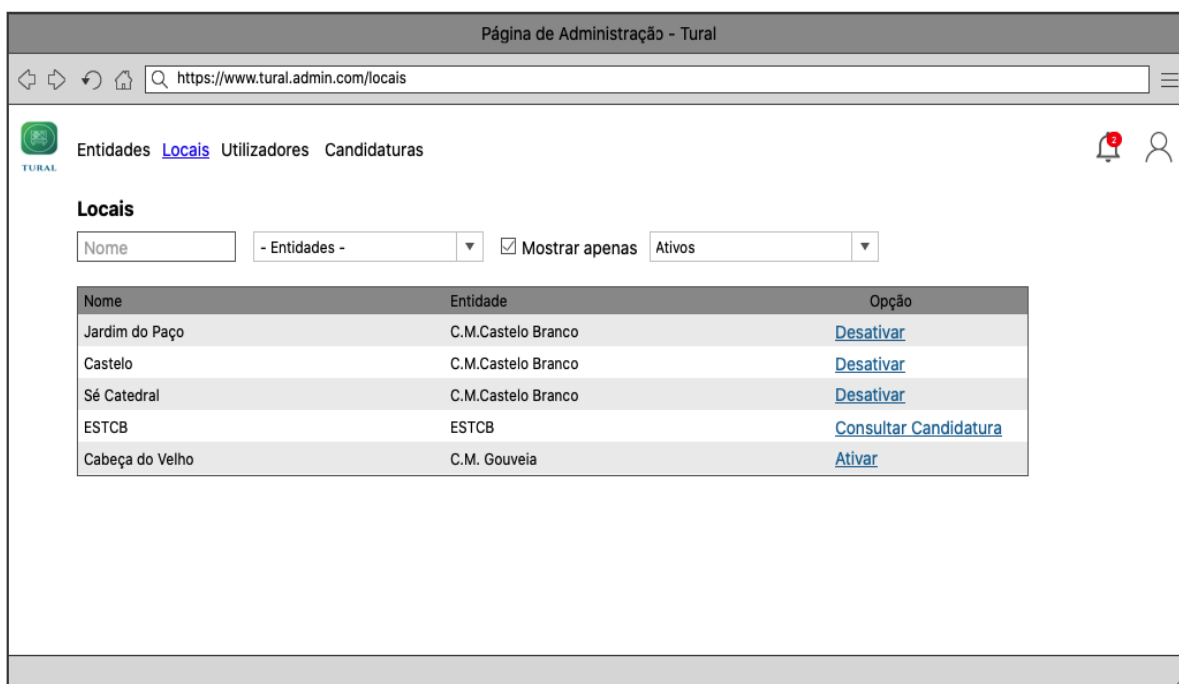 Página de Administração - Tural
https://www.tural.admin.com/locais
TURAL
Entidades Locais Utilizadores Candidaturas
2
Locais
Nome - Entidades - Mostrar apenas Ativos
Nome Entidade Opção
Jardim do Paço C.M.Castelo Branco Desativar
Castelo C.M.Castelo Branco Desativar
Sé Catedral C.M.Castelo Branco Desativar
ESTCB ESTCB Consultar Candidatura
Cabeça do Velho C.M. Gouveia Ativar